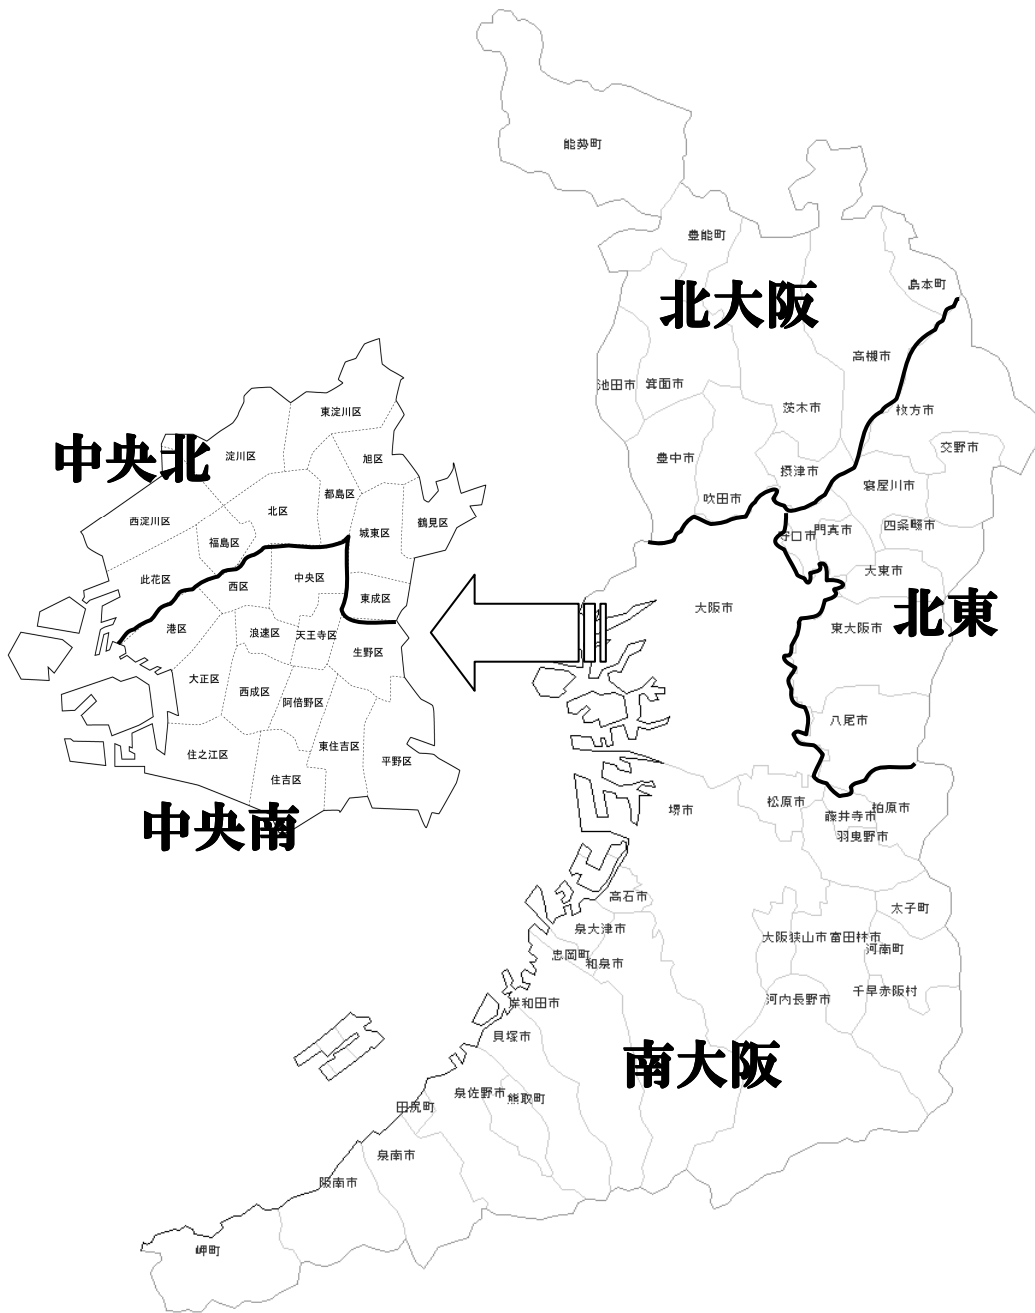 能勢町
豊能町
島本町
北大阪
高槻市
池田市
箕面市
茨木市
枚方市
交野市
豊中市
摂津市
寝屋川市
吹田市
四条畷市
門真市
守口市
大東市
大阪市
北東
東大阪市
八尾市
松原市
堺市
柏原市
藤井寺市
羽曳野市
高石市
太子町
泉大津市
大阪狭山市
富田林市
河南町
忠岡町
和泉市
千早赤阪村
河内長野市
岸和田市
貝塚市
南大阪
泉佐野市
熊取町
田尻町
泉南市
阪南市
岬町
東淀川区
中央北
淀川区
旭区
都島区
北区
西淀川区
鶴見区
城東区
福島区
此花区
中央区
西区
東成区
港区
浪速区
天王寺区
生野区
大正区
西成区
阿倍野区
東住吉区
住之江区
平野区
住吉区
中央南